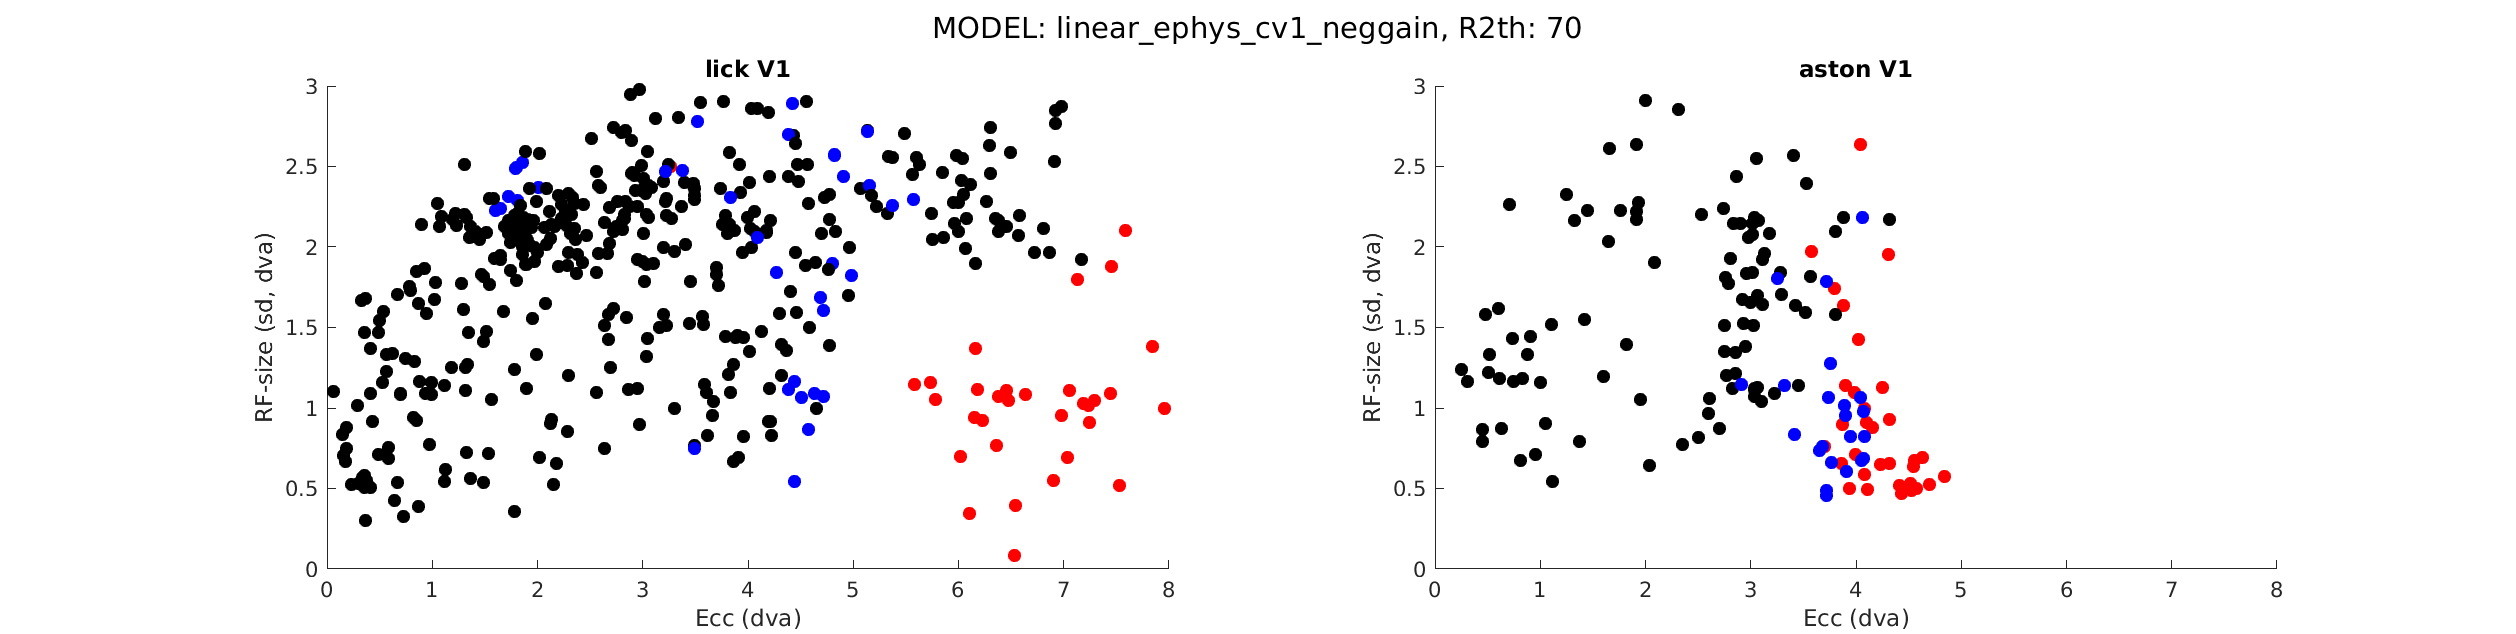 MODEL: linear_ephys_cv1_neggain, R2th: 70
lick V1
3
2.5
2
1.5
1
0.5
0
RF-size (sd, dva)
0 1 2 3 4 5 6 7 8
Ecc (dva)
aston V1
3
2.5
2
1.5
1
0.5
0
RF-size (sd, dva)
0 1 2 3 4 5 6 7 8
Ecc (dva)